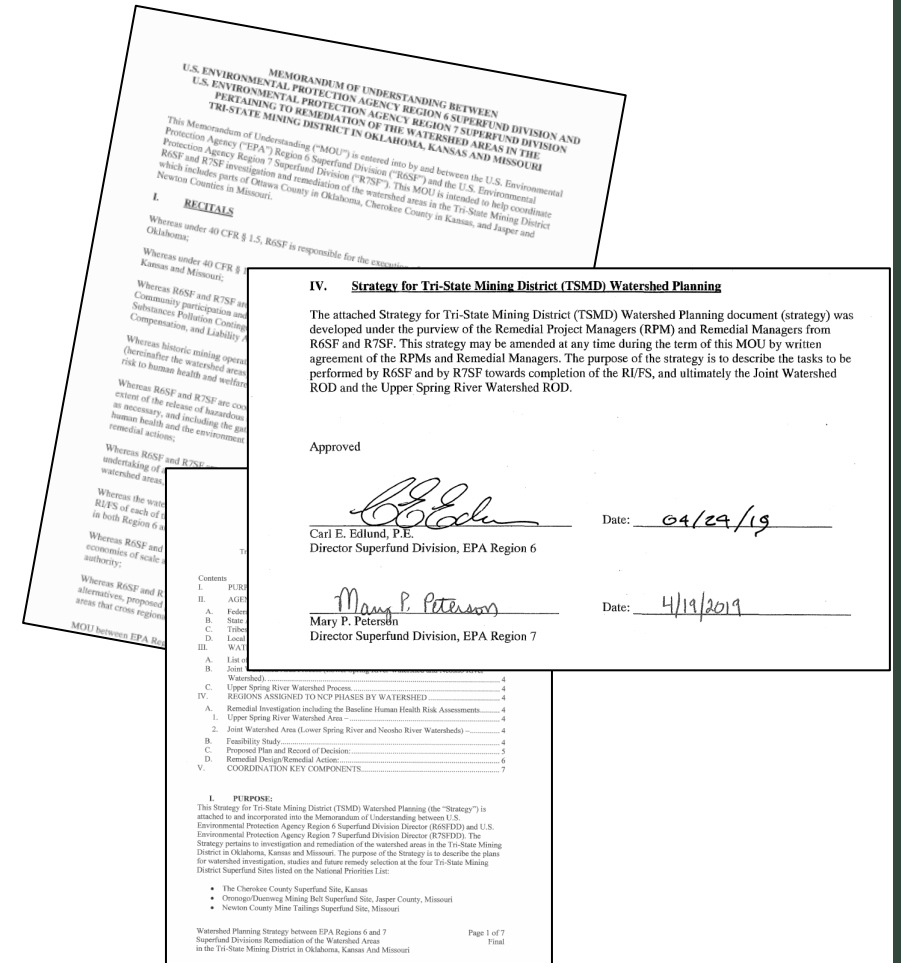 MEMORANDUM OF UNDERSTANDING BETWEEN
U.S. ENVIRONMENTAL PROTECTION AGENCY REGION 6 SUPERFUND DIVISION AND
U.S. ENVIRONMENTAL PROTECTION AGENCY REGION 7 SUPERFUND DIVISION
PERTAINING TO REMEDIATION OF THE WATERSHED AREAS IN THE
TRI-STATE MINING DISTRICT IN OKLAHOMA, KANSAS AND MISSOURI
This Memorandum of Understanding ("MOU") is entered into by and between the U.S. Environmental
Protection Agency ("EPA") Region 6 Superfund Division ("R6SF") and the U.S. Environmental
Protection Agency Region 7 Superfund Division ("R7SF"). This MOU is intended to help coordinate
R6SF and R7SF investigation and remediation of the watershed areas in the Tri-State Mining District
which includes parts of Ottawa County in Oklahoma, Cherokee County in Kansas, and Jasper and
Newton Counties in Missouri.
I. RECITALS
Whereas under 40 CFR § 1.5, R6SF is responsible for the
Oklahoma;
Whereas under 40 CFR §
Kansas and Missouri;
Whereas R6SF and R7SF are
Community participation and
Substances Pollution
Compensation, and Liability
Whereas historic mining
(hereinafter the watershed areas
risk to human health and welfare
Whereas R6SF and R7SF are
extent of the release of hazardous
as necessary, and including the
human health and the environment
remedial actions;
Whereas R6SF and R7SF
undertaking of
watershed areas,
Whereas the
RI/FS of each of
in both Region 6
Whereas R6SF and
economies of scale
authority;
Whereas R6SF and
alternatives, proposed
areas that cross
MOU between EPA
IV. Strategy for Tri-State Mining District (TSMD) Watershed Planning
The attached Strategy for Tri-State Mining District (TSMD) Watershed Planning document (strategy) was
developed under the purview of the Remedial Project Managers (RPM) and Remedial Managers from
R6SF and R7SF. This strategy may be amended at any time during the term of this MOU by written
agreement of the RPMs and Remedial Managers. The purpose of the strategy is to describe the tasks to be
performed by R6SF and by R7SF towards completion of the RI/FS, and ultimately the Joint Watershed
ROD and the Upper Spring River Watershed ROD.
Approved
Date: 04/24/19
Carl E. Edlund, P.E.
Director Superfund Division, EPA Region 6
Mary P. Peterson Date: 4/19/2019
Mary P. Peterson
Director Superfund Division, EPA Region 7
Contents
I.
II.
A.
B. State
C. Tribes
D. Local
III.
A. List
B. Joint
Watershed). 4
C. Upper Spring River Watershed Process. 4
IV. REGIONS ASSIGNED TO NCP PHASES BY WATERSHED 4
A. Remedial Investigation including the Baseline Human Health Risk Assessments 4
1. Upper Spring River Watershed Area – 4
2. Joint Watershed Area (Lower Spring River and Neosho River Watersheds) – 4
B. Feasibility Study 4
C. Proposed Plan and Record of Decision: 5
D. Remedial Design/Remedial Action: 6
V. COORDINATION KEY COMPONENTS 7
I. PURPOSE:
This Strategy for Tri-State Mining District (TSMD) Watershed Planning (the "Strategy") is
attached to and incorporated into the Memorandum of Understanding between U.S.
Environmental Protection Agency Region 6 Superfund Division Director (R6SFDD) and U.S.
Environmental Protection Agency Region 7 Superfund Division Director (R7SFDD). The
Strategy pertains to investigation and remediation of the watershed areas in the Tri-State Mining
District in Oklahoma, Kansas and Missouri. The purpose of the Strategy is to describe the plans
for watershed investigation, studies and future remedy selection at the four Tri-State Mining
District Superfund Sites listed on the National Priorities List:
• The Cherokee County Superfund Site, Kansas
• Oronogo/Duenweg Mining Belt Superfund Site, Jasper County, Missouri
• Newton County Mine Tailings Superfund Site, Missouri
Watershed Planning Strategy between EPA Regions 6 and 7 Page 1 of 7
Superfund Divisions Remediation of the Watershed Areas Final
in the Tri-State Mining District in Oklahoma, Kansas And Missouri